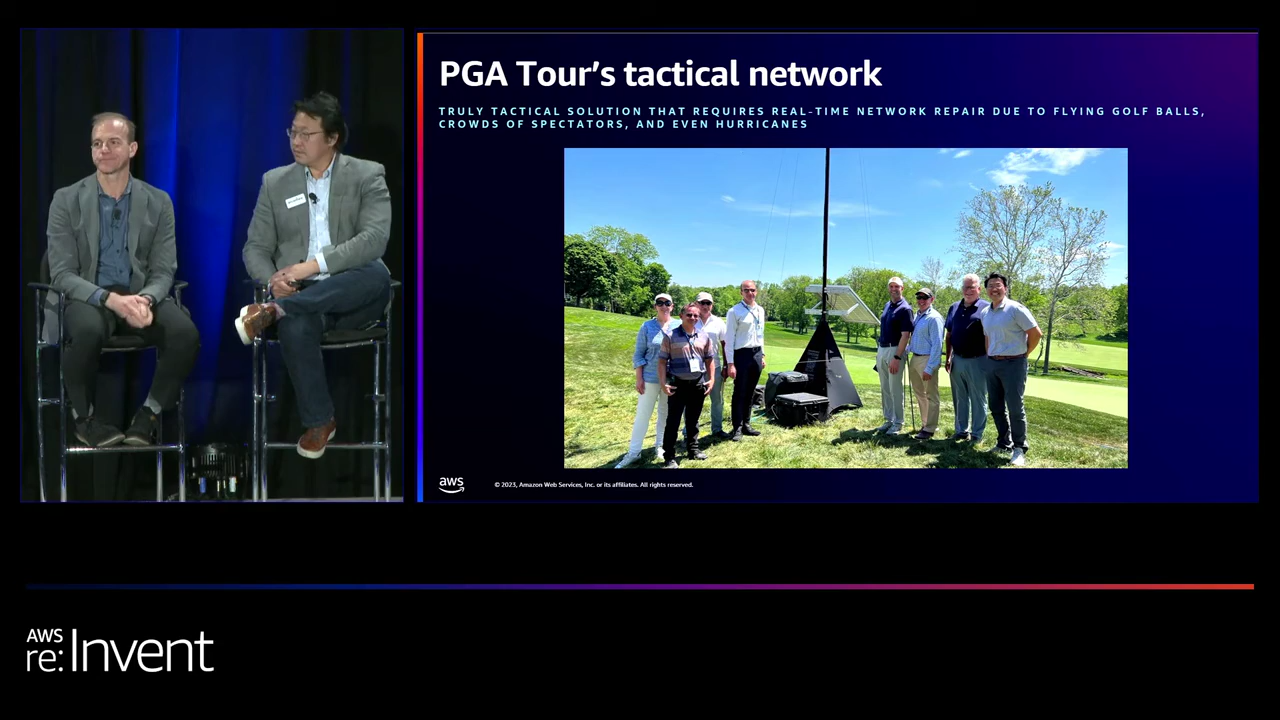 PGA Tour's tactical network
TRULY TACTICAL SOLUTION THAT REQUIRES REAL-TIME NETWORK REPAIR DUE TO FLYING GOLF BALLS,
CROWDS OF SPECTATORS, AND EVEN HURRICANES
aws
© 2023, Amazon Web Services, Inc. or its affiliates. All rights reserved.
AWS
re:Invent